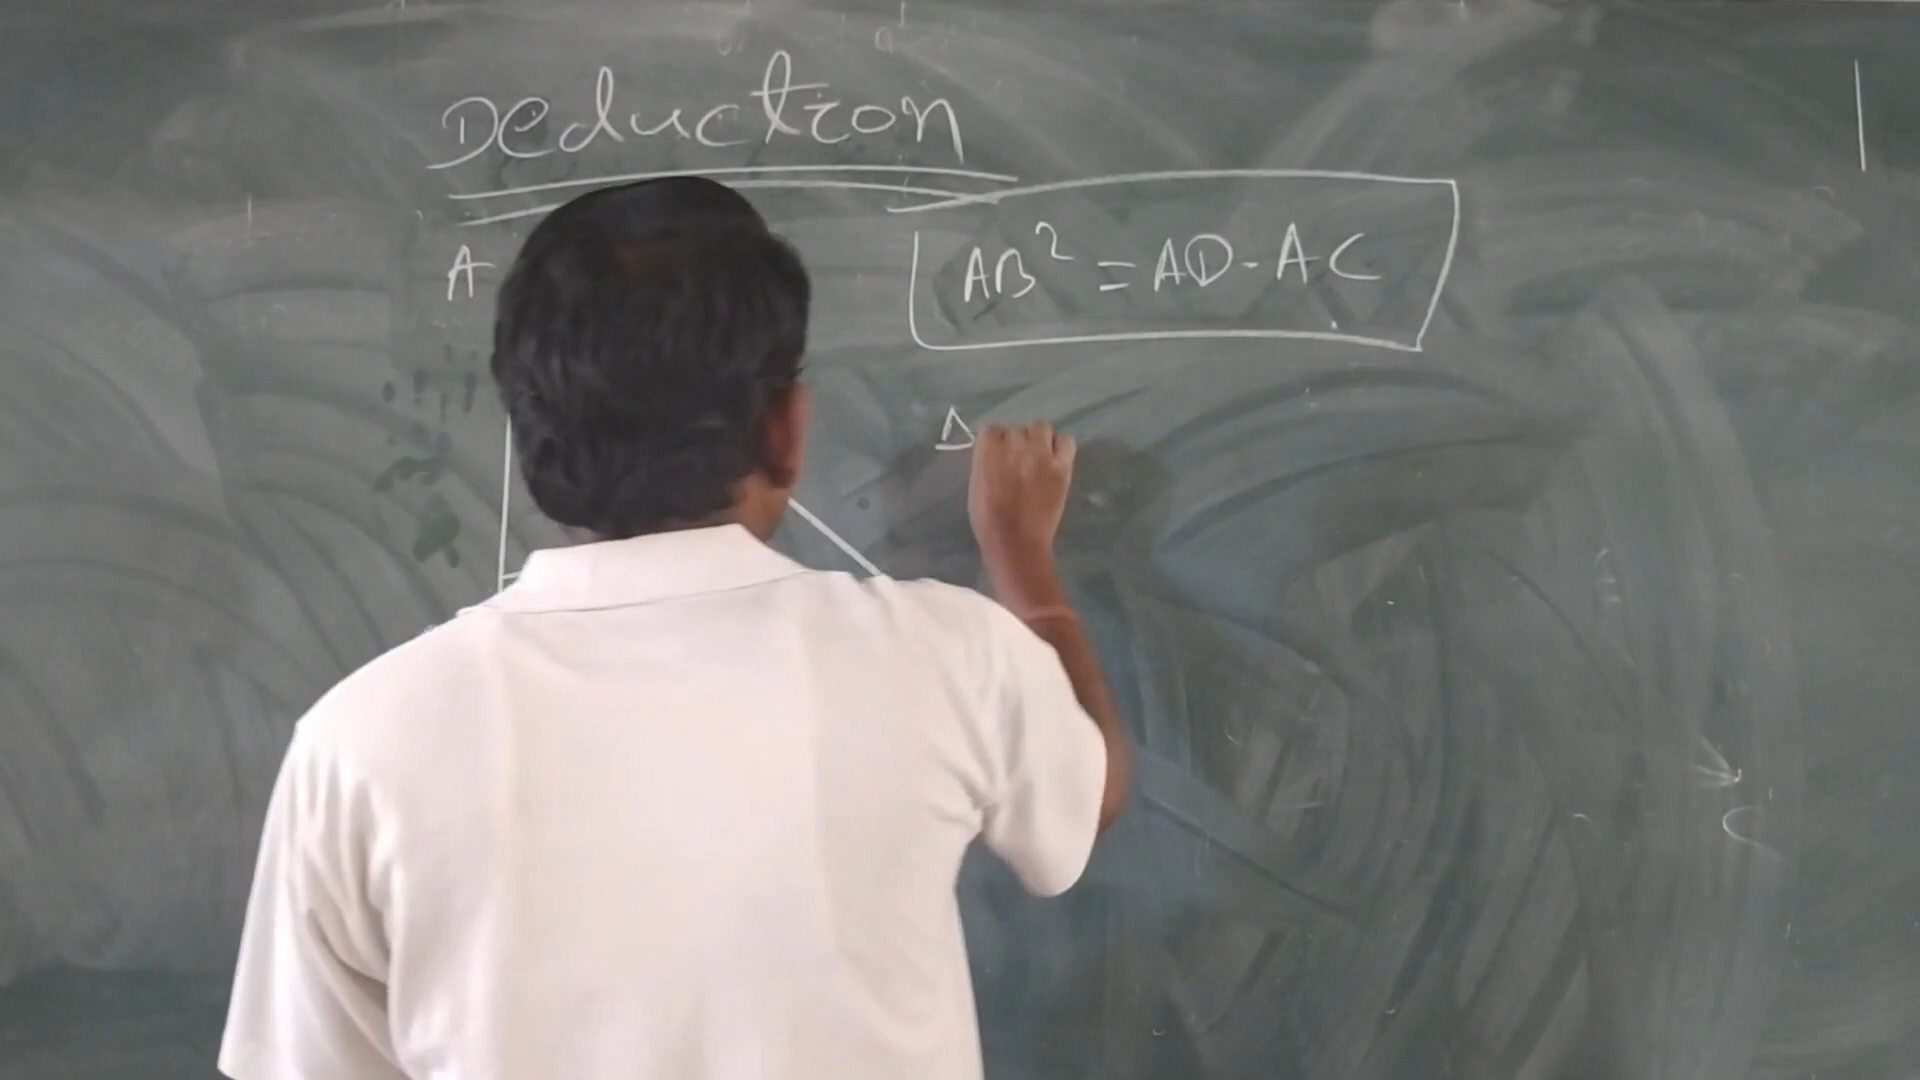 Deduction
A
AB² = AD · AC
Δ
C